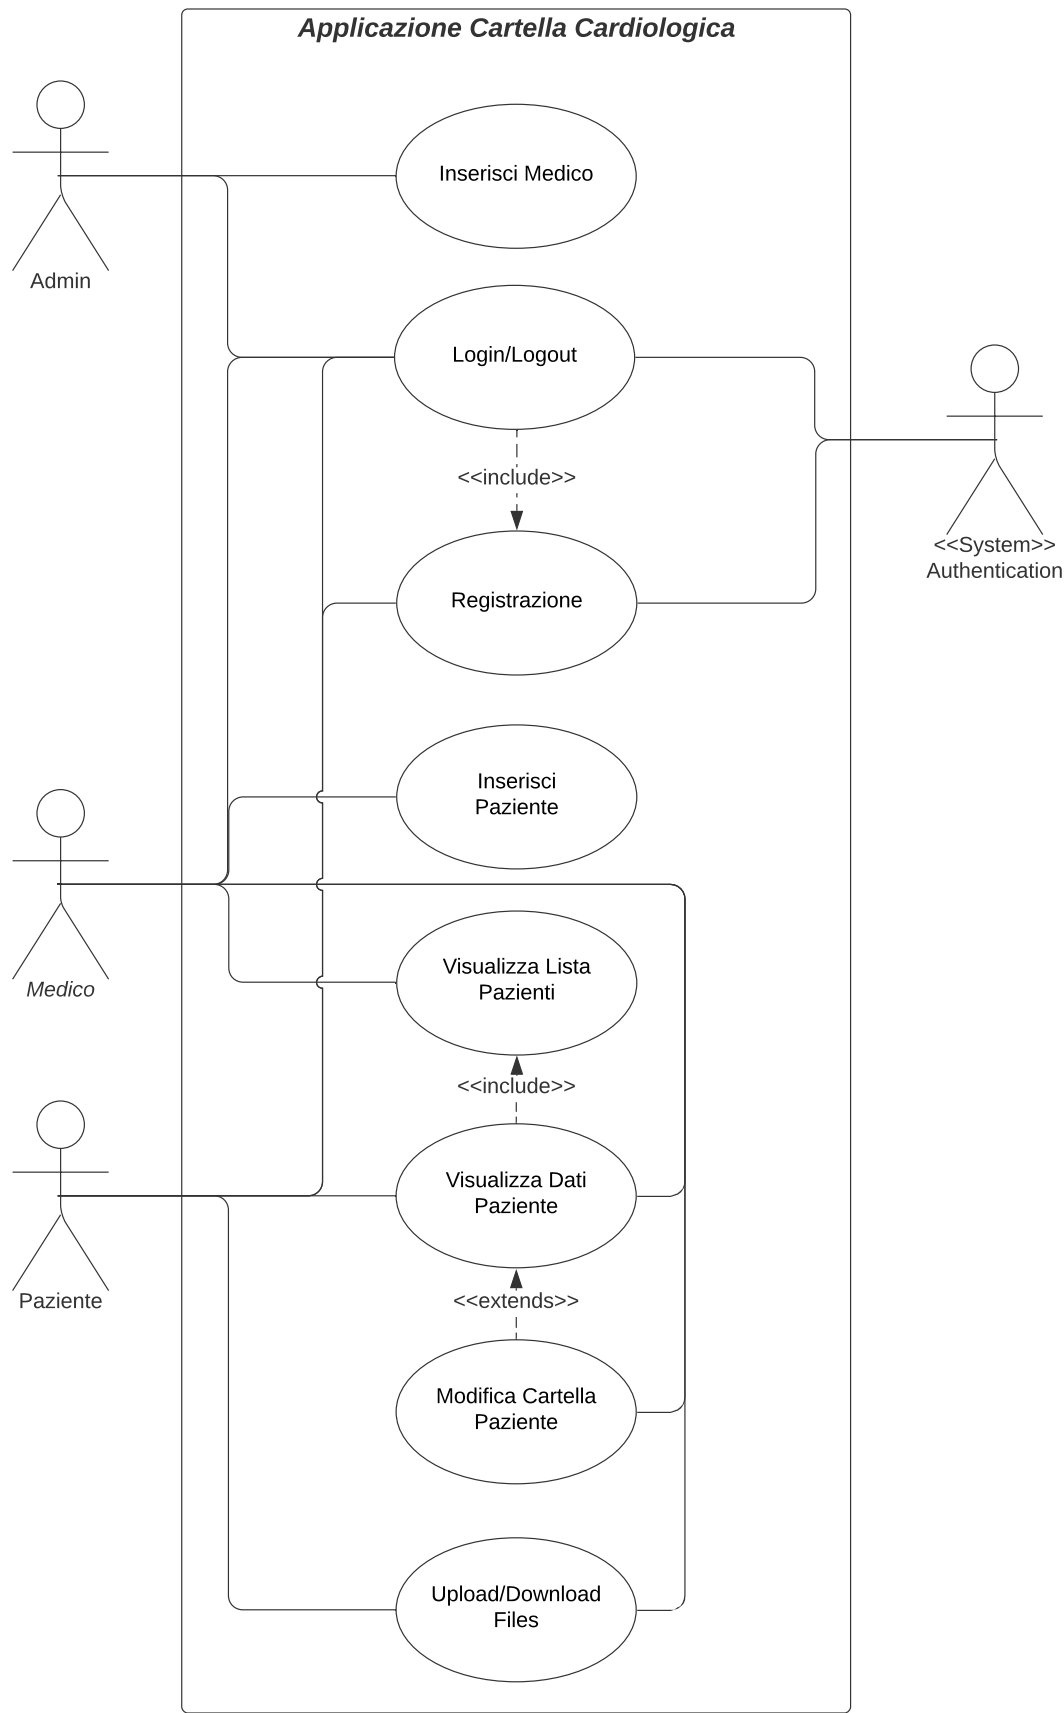 Applicazione Cartella Cardiologica
Inserisci Medico
Admin
Login/Logout
<<include>>
<<System>>
Authentication
Registrazione
Inserisci
Paziente
Medico
Visualizza Lista
Pazienti
<<include>>
Visualizza Dati
Paziente
Paziente
<<extends>>
Modifica Cartella
Paziente
Upload/Download
Files